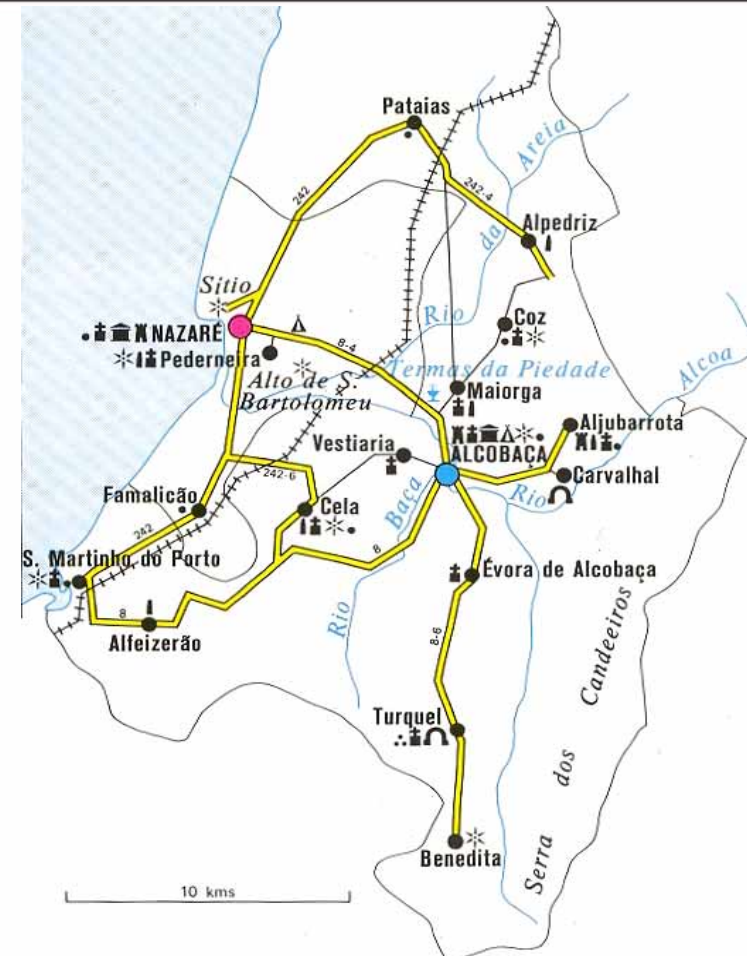 Pataias
Areia
242
242-4
da
Alpedriz
Sítio
Rio
Coz
NAZARÉ
8-4
Pederneira
Termas da Piedade
Alcoa
Alto de S.
Bartolomeu
Maiorga
Aljubarrota
Vestiaria
ALCOBAÇA
242-6
Carvalhal
Rio
Baça
Famalicão
Cela
242
S. Martinho do Porto
8
Évora de Alcobaça
8
Alfeizerão
Rio
8-6
Candeeiros
Turquel
dos
Benedita
Serra
10 kms